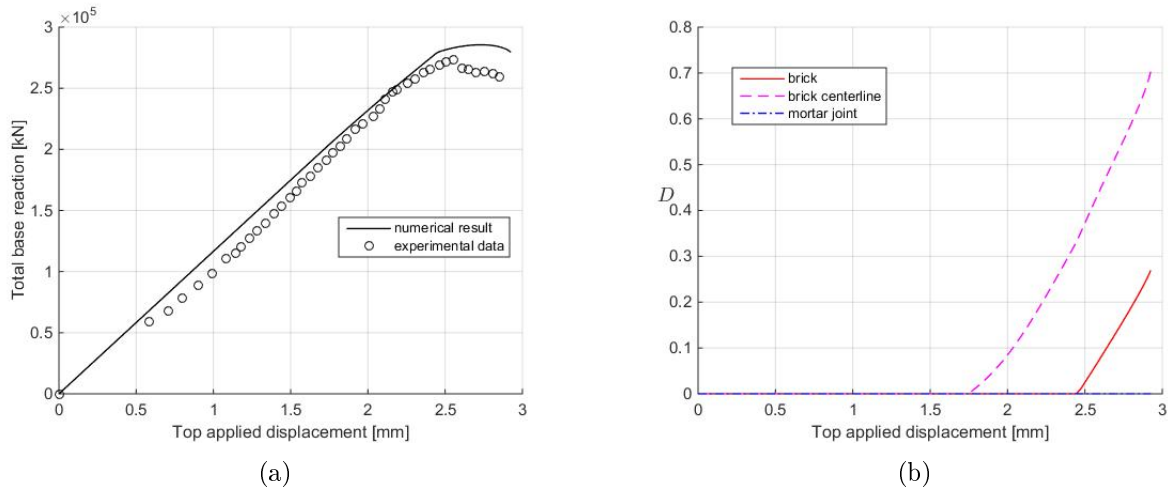 ×10⁵
3
2.5
2
1.5
1
0.5
0
0 0.5 1 1.5 2 2.5 3
Total base reaction [kN]
Top applied displacement [mm]
numerical result
experimental data
(a)
0.8
0.7
0.6
0.5
0.4
0.3
0.2
0.1
0
0 0.5 1 1.5 2 2.5 3
D
Top applied displacement [mm]
brick
brick centerline
mortar joint
(b)